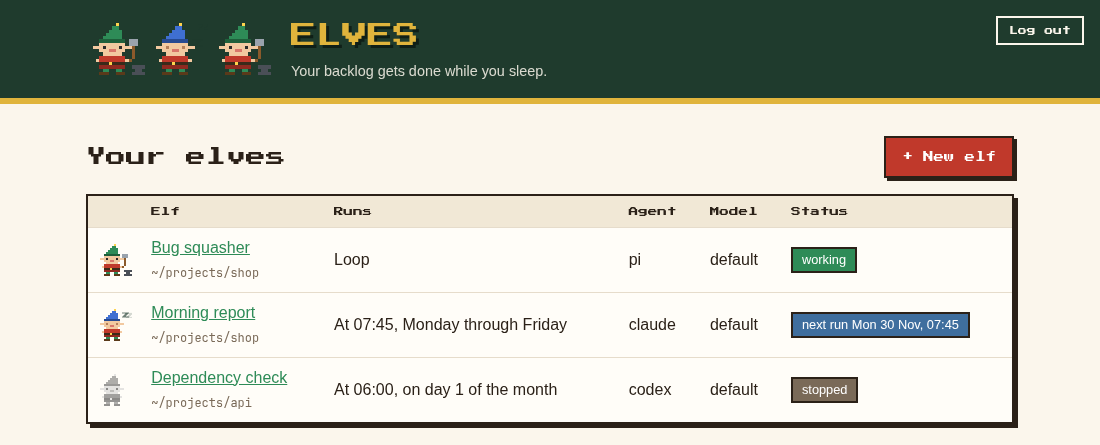 ELVES
Your backlog gets done while you sleep.
Log out
Your elves
+ New elf
Elf Runs Agent Model Status
Bug squasher
~/projects/shop
Loop pi default working
Morning report
~/projects/shop
At 07:45, Monday through Friday claude default next run Mon 30 Nov, 07:45
Dependency check
~/projects/api
At 06:00, on day 1 of the month codex default stopped